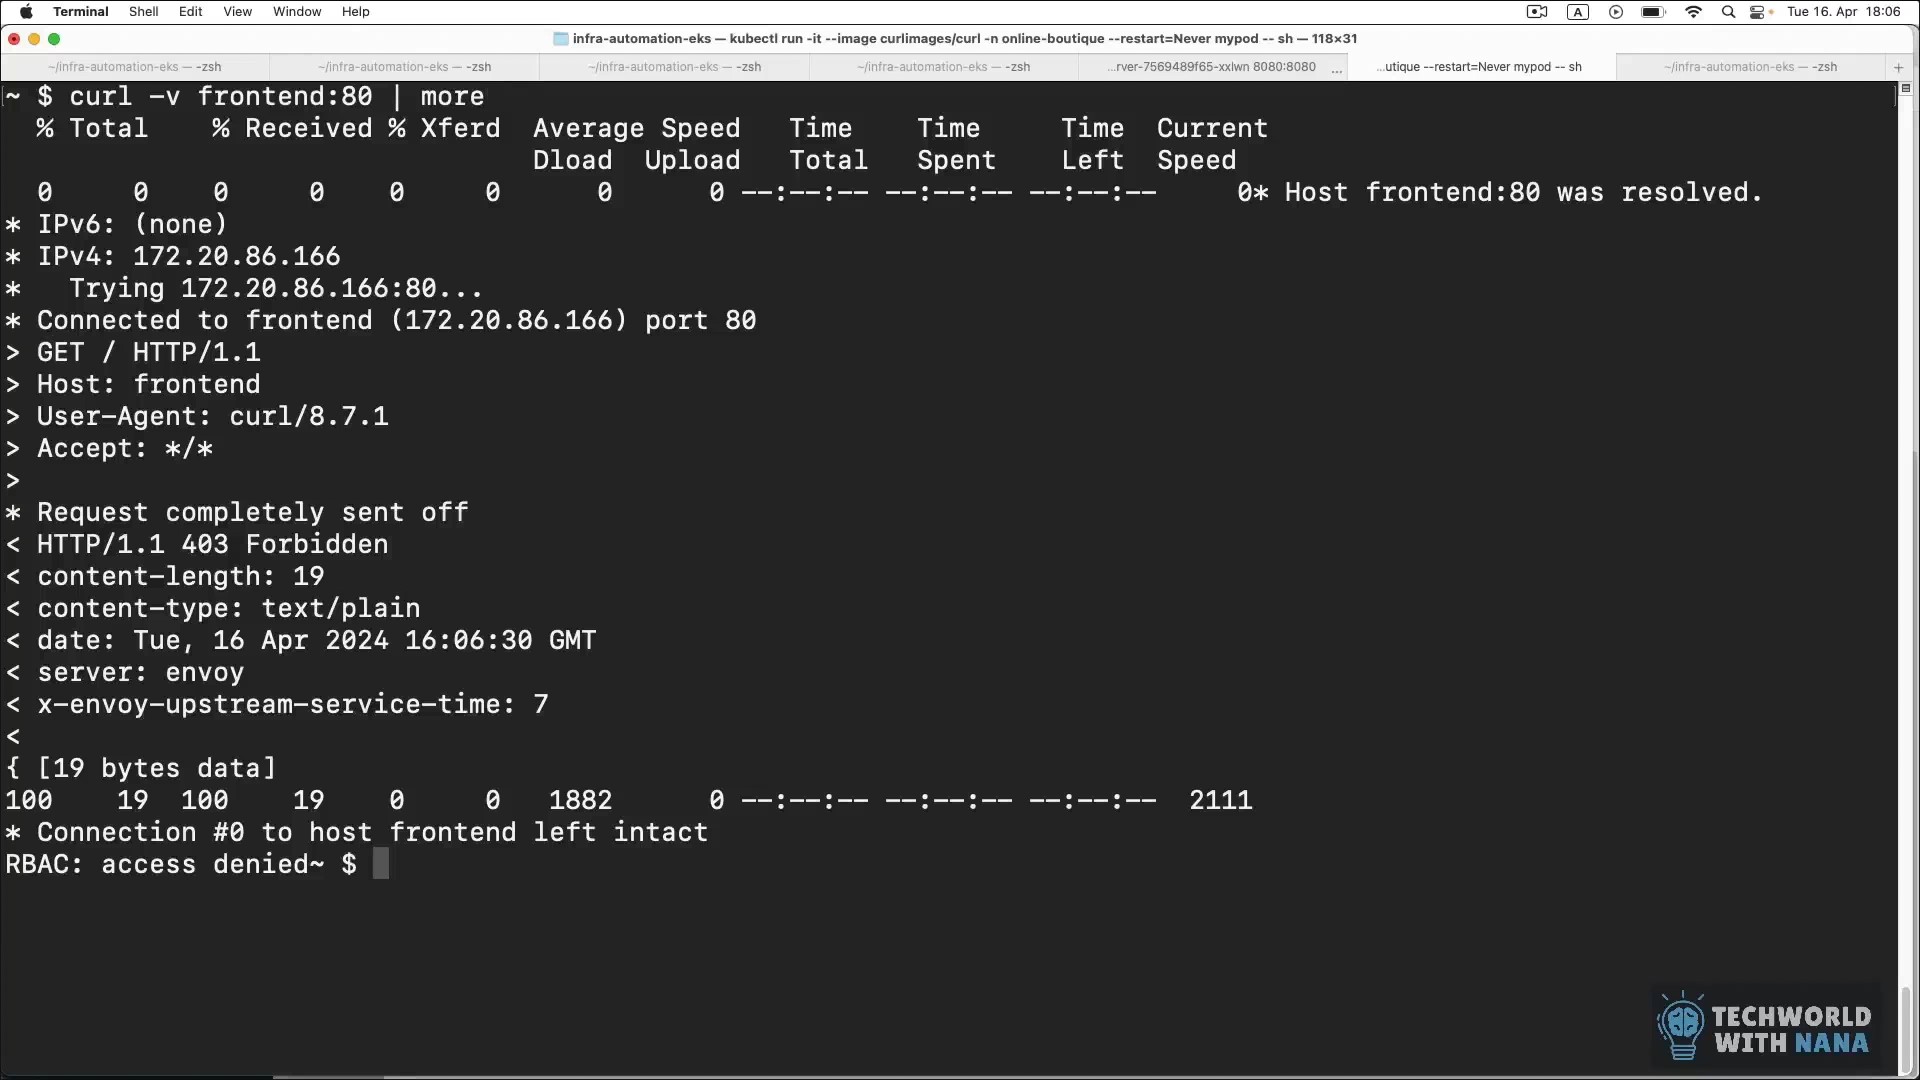 Terminal Shell Edit View Window Help A Tue 16. Apr 18:06
infra-automation-eks — kubectl run -it --image curlimages/curl -n online-boutique --restart=Never mypod -- sh — 118×31
~/infra-automation-eks — -zsh ~/infra-automation-eks — -zsh ~/infra-automation-eks — -zsh ~/infra-automation-eks — -zsh ...rver-7569489f65-xxlwn 8080:8080 ... ...utique --restart=Never mypod -- sh ~/infra-automation-eks — -zsh +
~ $ curl -v frontend:80 | more
% Total % Received % Xferd Average Speed Time Time Time Current
Dload Upload Total Spent Left Speed
0 0 0 0 0 0 0 0 --:--:-- --:--:-- --:--:-- 0* Host frontend:80 was resolved.
* IPv6: (none)
* IPv4: 172.20.86.166
* Trying 172.20.86.166:80...
* Connected to frontend (172.20.86.166) port 80
> GET / HTTP/1.1
> Host: frontend
> User-Agent: curl/8.7.1
> Accept: */*
>
* Request completely sent off
< HTTP/1.1 403 Forbidden
< content-length: 19
< content-type: text/plain
< date: Tue, 16 Apr 2024 16:06:30 GMT
< server: envoy
< x-envoy-upstream-service-time: 7
<
{ [19 bytes data]
100 19 100 19 0 0 1882 0 --:--:-- --:--:-- --:--:-- 2111
* Connection #0 to host frontend left intact
RBAC: access denied~ $
TECHWORLD
WITH NANA